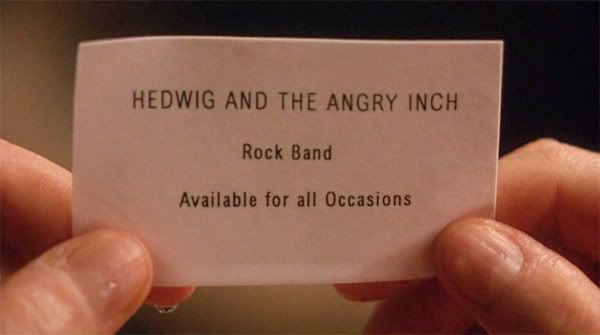 HEDWIG AND THE ANGRY INCH
Rock Band
Available for all Occasions